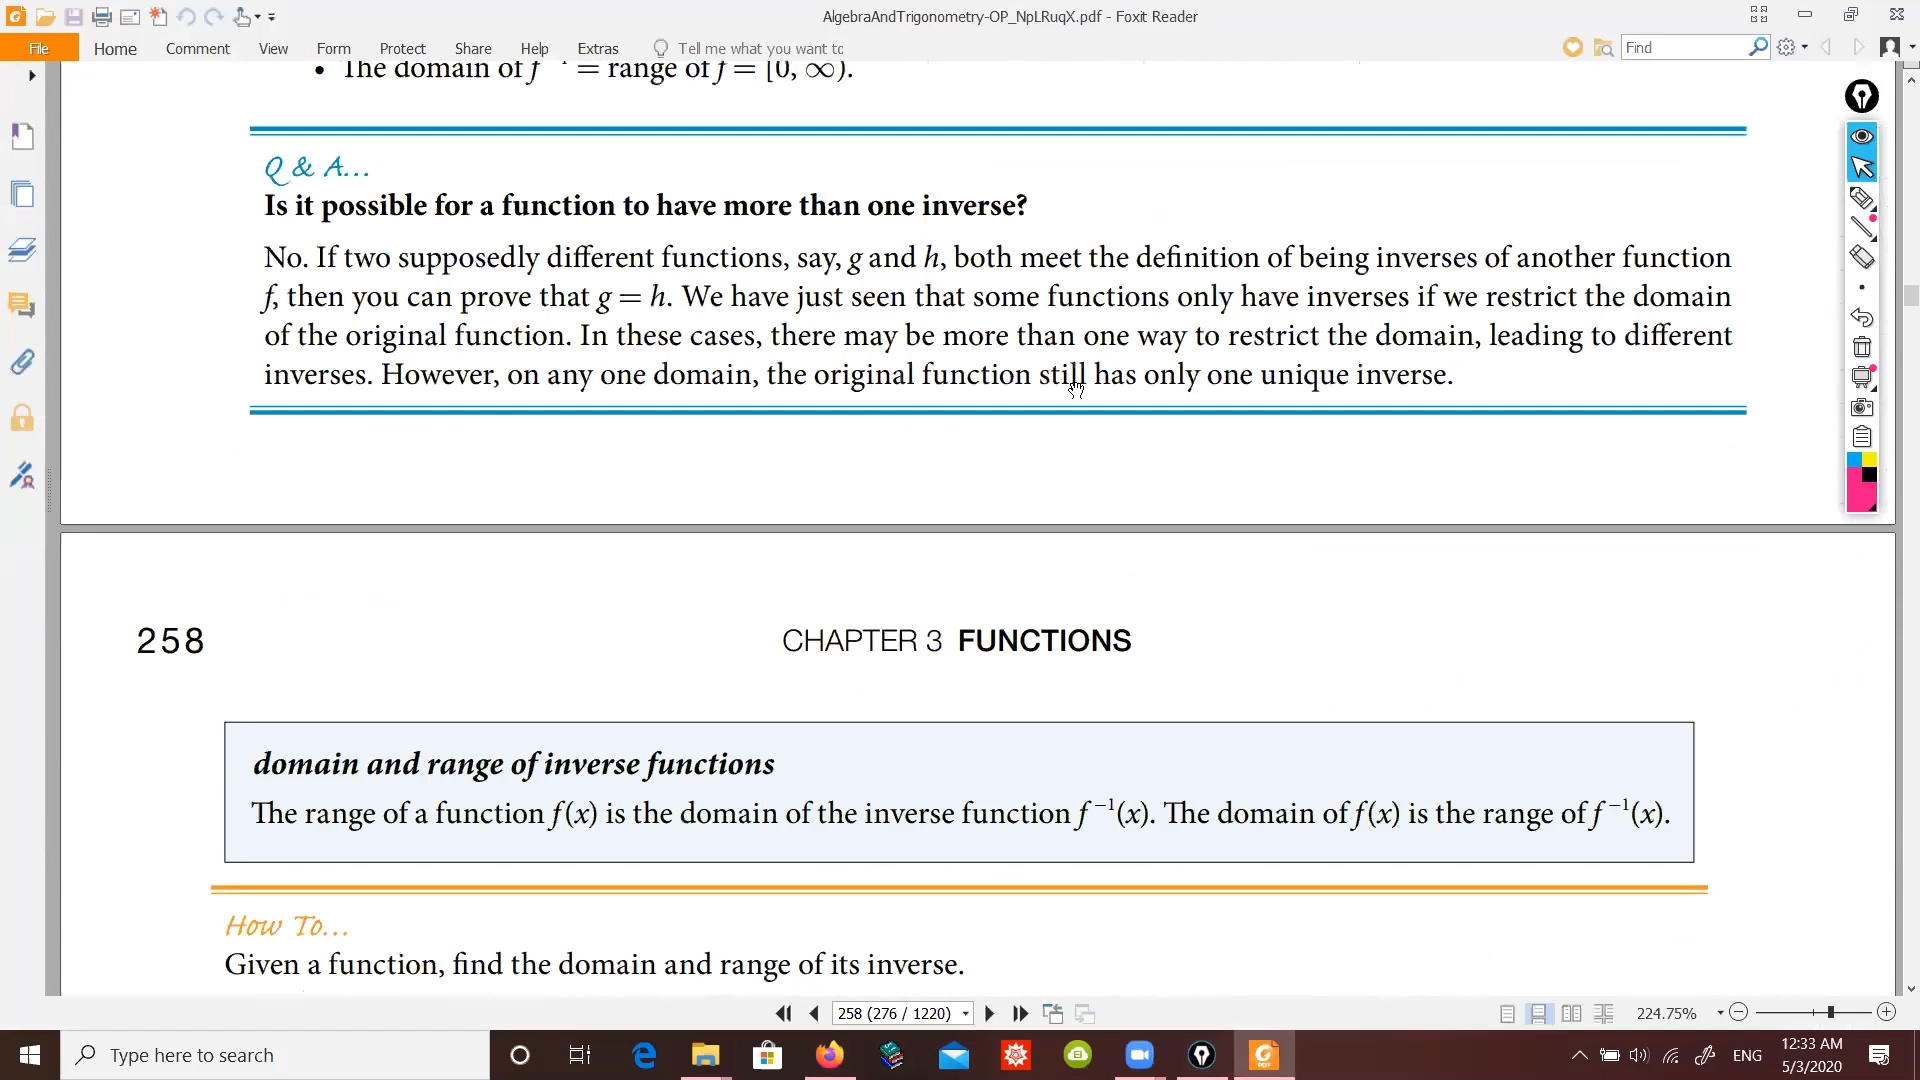 AlgebraAndTrigonometry-OP_NpLRuqX.pdf - Foxit Reader
File Home Comment View Form Protect Share Help Extras Tell me what you want to Find
• The domain of f⁻¹ = range of f = [0, ∞).
Q & A...
Is it possible for a function to have more than one inverse?
No. If two supposedly different functions, say, g and h, both meet the definition of being inverses of another function
f, then you can prove that g = h. We have just seen that some functions only have inverses if we restrict the domain
of the original function. In these cases, there may be more than one way to restrict the domain, leading to different
inverses. However, on any one domain, the original function still has only one unique inverse.
258 CHAPTER 3 FUNCTIONS
domain and range of inverse functions
The range of a function f(x) is the domain of the inverse function f⁻¹(x). The domain of f(x) is the range of f⁻¹(x).
How To...
Given a function, find the domain and range of its inverse.
258 (276 / 1220) 224.75%
Type here to search ENG 12:33 AM
5/3/2020